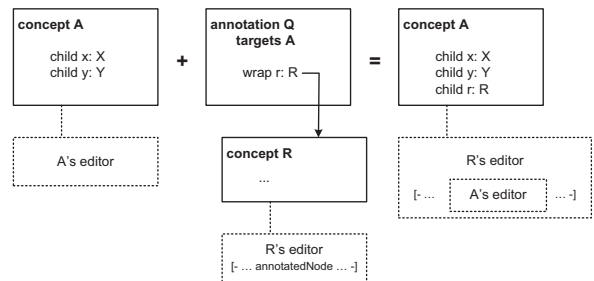 concept A
child x: X
child y: Y
A's editor
+
annotation Q
targets A
wrap r: R
concept R
...
R's editor
[- ... annotatedNode ... -]
=
concept A
child x: X
child y: Y
child r: R
R's editor
[- ... A's editor ... -]